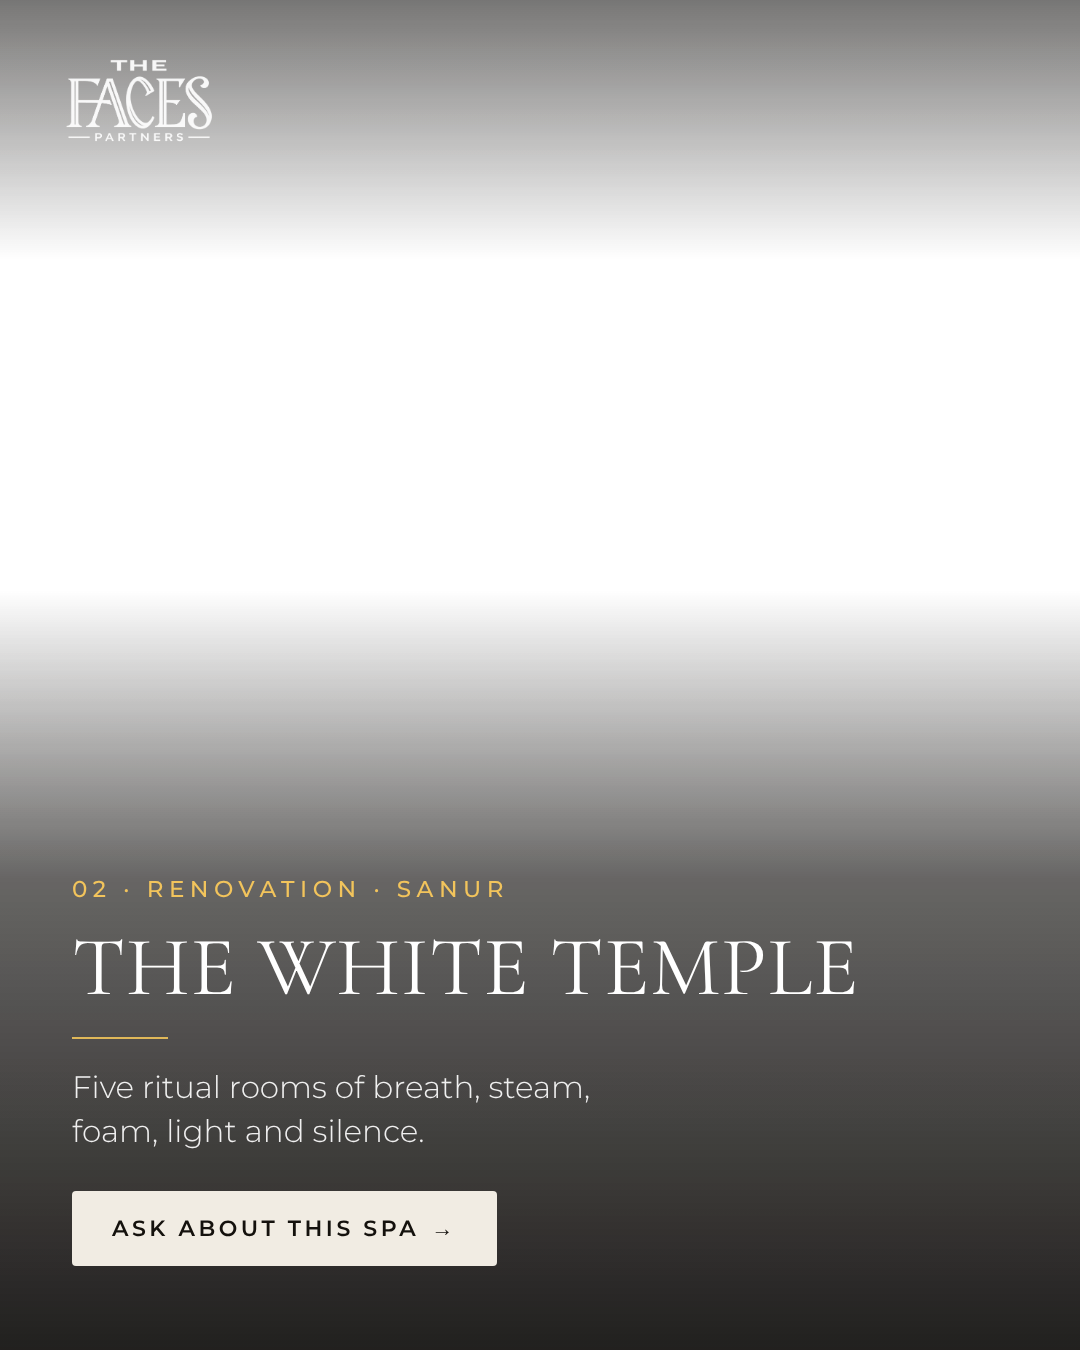 THE
FACES
PARTNERS
02 · RENOVATION · SANUR
THE WHITE TEMPLE
Five ritual rooms of breath, steam,
foam, light and silence.
ASK ABOUT THIS SPA →